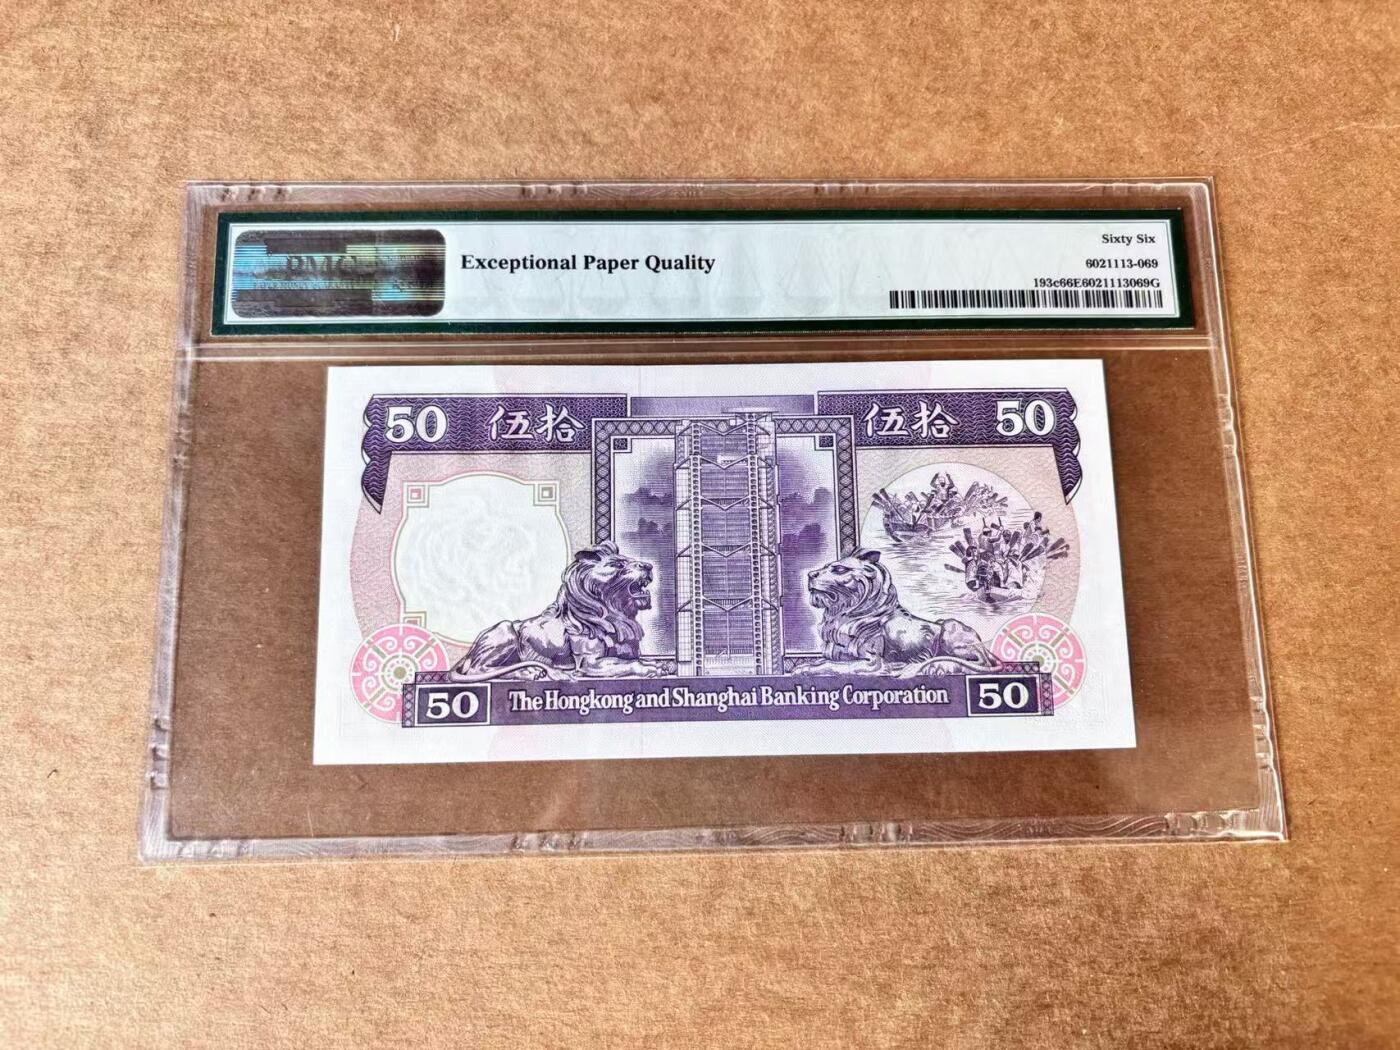 PMG
Exceptional Paper Quality
Sixty Six
6021113-069
193c66E6021113069G
50 伍拾
伍拾 50
50 The Hongkong and Shanghai Banking Corporation 50